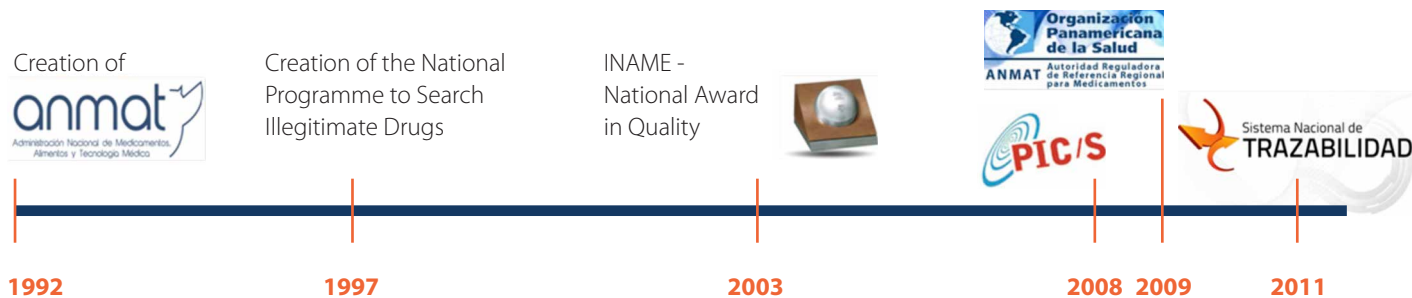 Creation of
anmat
Administración Nacional de Medicamentos,
Alimentos y Tecnología Médica
Creation of the National
Programme to Search
Illegitimate Drugs
INAME -
National Award
in Quality
Organización
Panamericana
de la Salud
ANMAT
Autoridad Reguladora
de Referencia Regional
para Medicamentos
PIC/S
Sistema Nacional de
TRAZABILIDAD
1992
1997
2003
2008
2009
2011